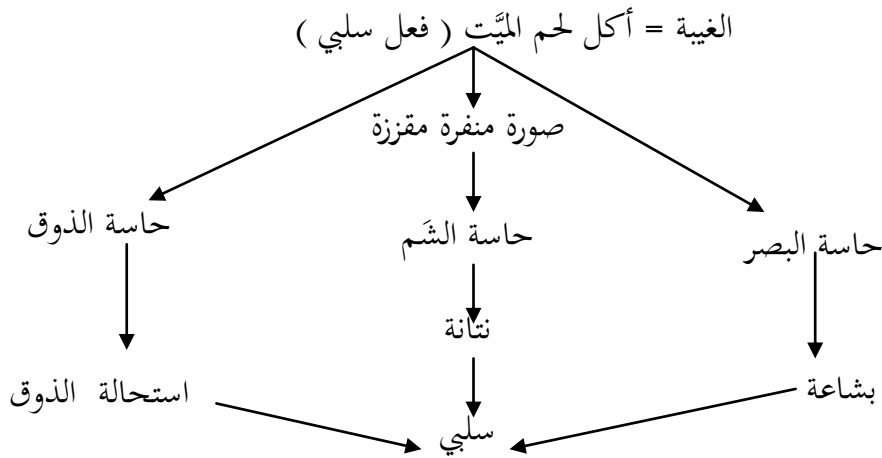 الغيبة = أكل لحم الميَّت ( فعل سلبي )
صورة منفرة مقززة
حاسة البصر
حاسة الشَم
حاسة الذوق
نتانة
بشاعة
استحالة الذوق
سلبي